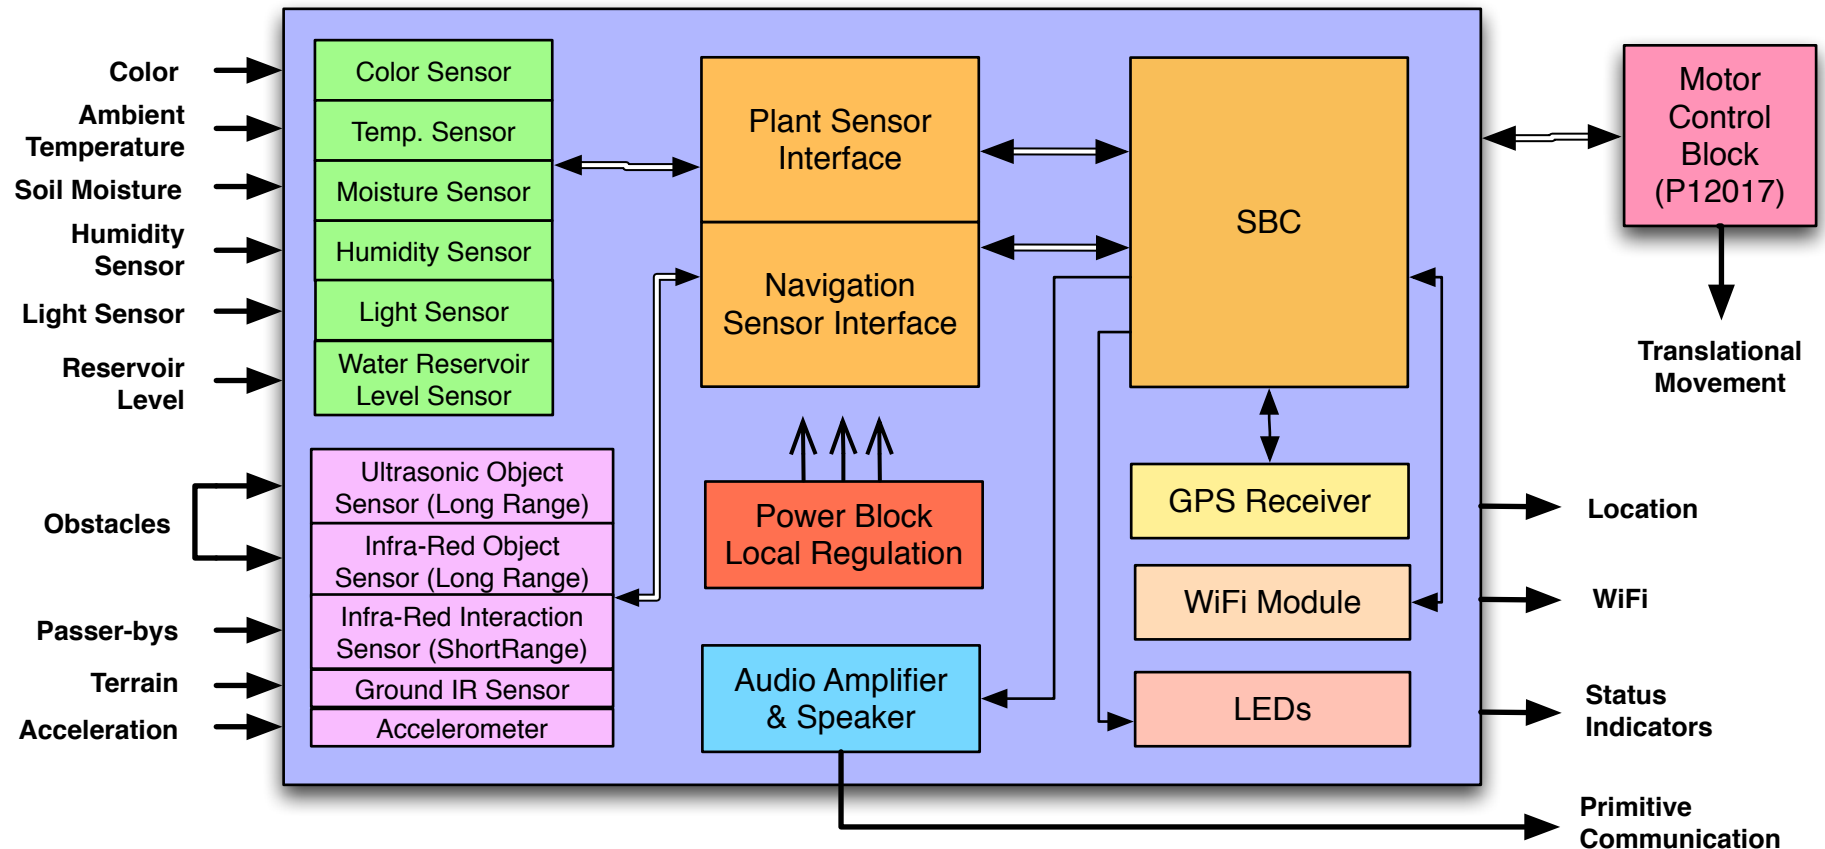 Color
Ambient
Temperature
Soil Moisture
Humidity
Sensor
Light Sensor
Reservoir
Level
Obstacles
Passer-bys
Terrain
Acceleration
Color Sensor
Temp. Sensor
Moisture Sensor
Humidity Sensor
Light Sensor
Water Reservoir
Level Sensor
Ultrasonic Object
Sensor (Long Range)
Infra-Red Object
Sensor (Long Range)
Infra-Red Interaction
Sensor (ShortRange)
Ground IR Sensor
Accelerometer
Plant Sensor
Interface
Navigation
Sensor Interface
Power Block
Local Regulation
Audio Amplifier
& Speaker
SBC
GPS Receiver
WiFi Module
LEDs
Motor
Control
Block
(P12017)
Translational
Movement
Location
WiFi
Status
Indicators
Primitive
Communication